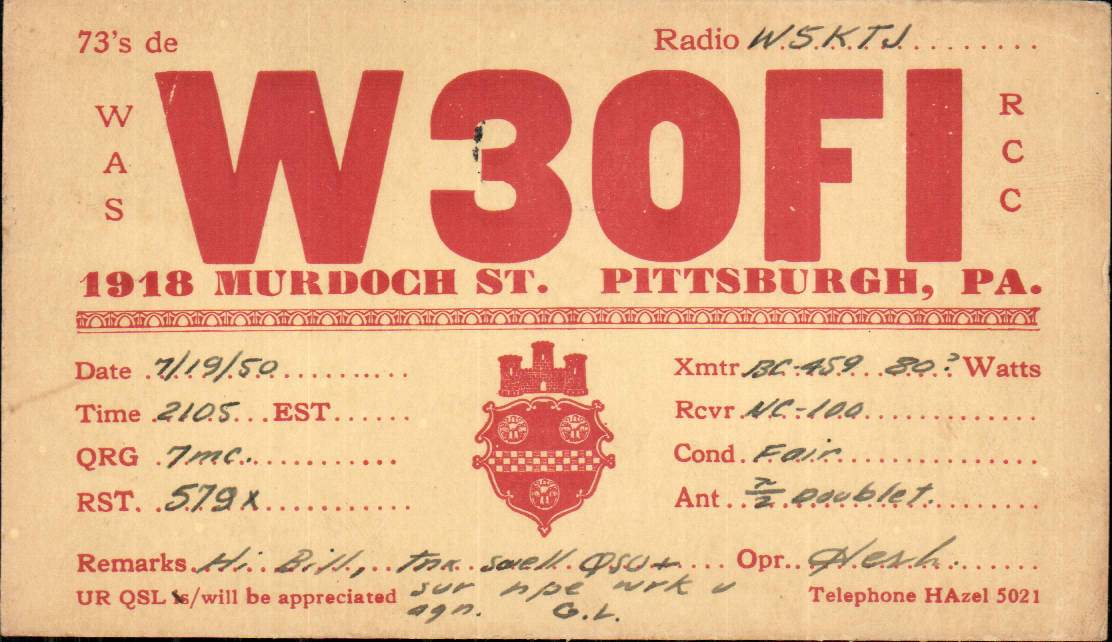 73's de
Radio W5KTJ
W A S
W3OFI
R C C
1918 MURDOCH ST. PITTSBURGH, PA.
Date 7/19/50
Xmtr BC-459 80? Watts
Time 2105 EST
Rcvr NC-100
QRG 7mc.
Cond Fair
RST. 579x
Ant λ/2 Doublet.
Remarks Hi Bill, tnx swell QSO +
Opr. Herb.
UR QSL is/will be appreciated sur hpe wrk u
agn. G.L.
Telephone HAzel 5021